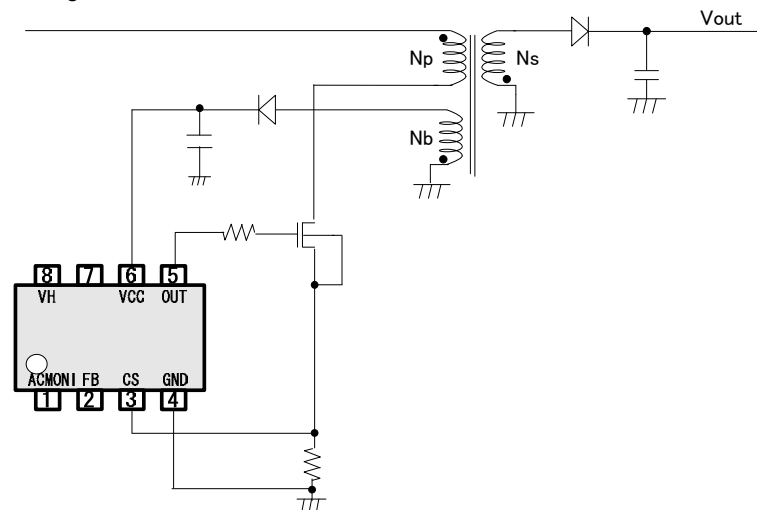 Vout
Np Ns
Nb
8 7 6 5
VH VCC OUT
ACMONI FB CS GND
1 2 3 4